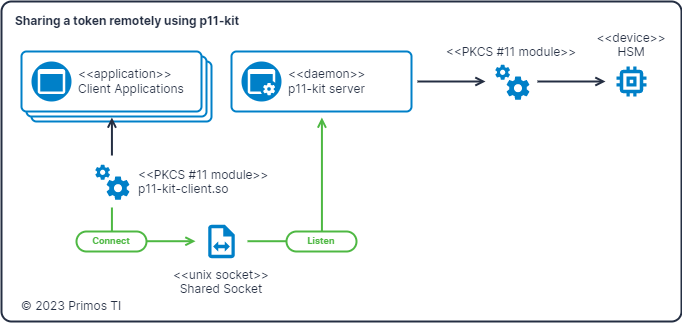 Sharing a token remotely using p11-kit
<<application>>
Client Applications
<<daemon>>
p11-kit server
<<PKCS #11 module>>
<<device>>
HSM
<<PKCS #11 module>>
p11-kit-client.so
Connect
Listen
<<unix socket>>
Shared Socket
© 2023 Primos TI